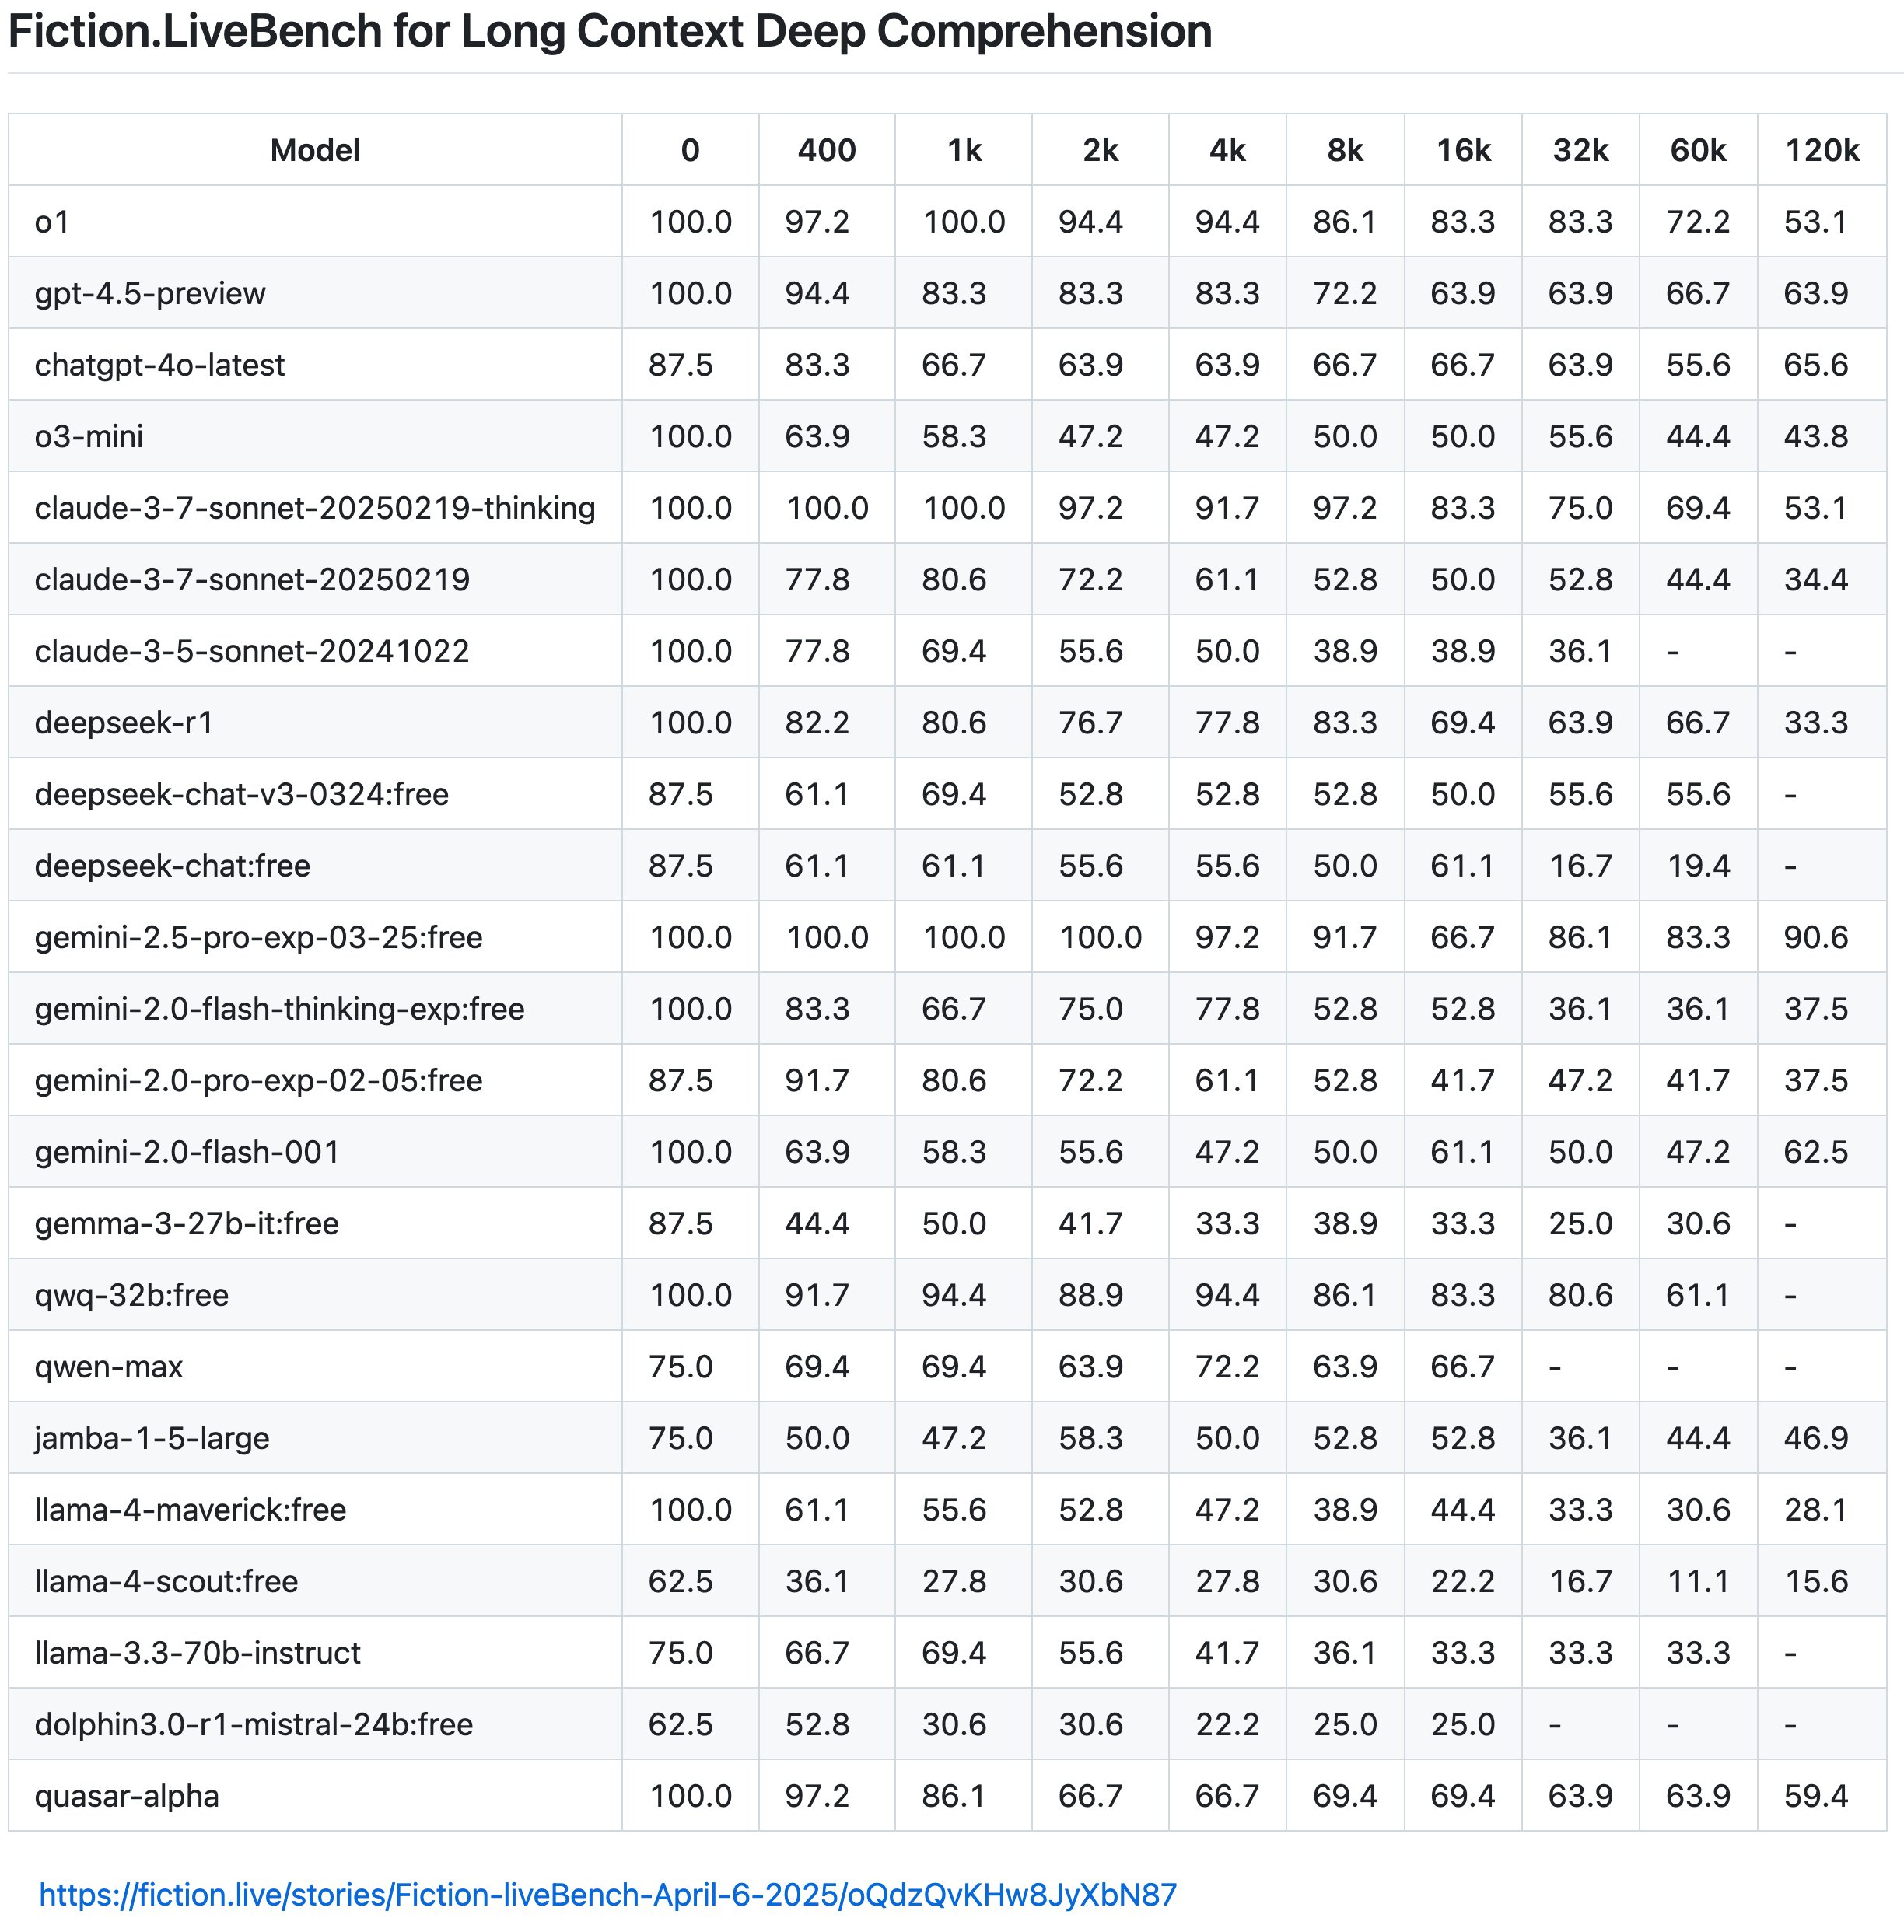 Fiction.LiveBench for Long Context Deep Comprehension
Model 0 400 1k 2k 4k 8k 16k 32k 60k 120k
o1 100.0 97.2 100.0 94.4 94.4 86.1 83.3 83.3 72.2 53.1
gpt-4.5-preview 100.0 94.4 83.3 83.3 83.3 72.2 63.9 63.9 66.7 63.9
chatgpt-4o-latest 87.5 83.3 66.7 63.9 63.9 66.7 66.7 63.9 55.6 65.6
o3-mini 100.0 63.9 58.3 47.2 47.2 50.0 50.0 55.6 44.4 43.8
claude-3-7-sonnet-20250219-thinking 100.0 100.0 100.0 97.2 91.7 97.2 83.3 75.0 69.4 53.1
claude-3-7-sonnet-20250219 100.0 77.8 80.6 72.2 61.1 52.8 50.0 52.8 44.4 34.4
claude-3-5-sonnet-20241022 100.0 77.8 69.4 55.6 50.0 38.9 38.9 36.1 - -
deepseek-r1 100.0 82.2 80.6 76.7 77.8 83.3 69.4 63.9 66.7 33.3
deepseek-chat-v3-0324:free 87.5 61.1 69.4 52.8 52.8 52.8 50.0 55.6 55.6 -
deepseek-chat:free 87.5 61.1 61.1 55.6 55.6 50.0 61.1 16.7 19.4 -
gemini-2.5-pro-exp-03-25:free 100.0 100.0 100.0 100.0 97.2 91.7 66.7 86.1 83.3 90.6
gemini-2.0-flash-thinking-exp:free 100.0 83.3 66.7 75.0 77.8 52.8 52.8 36.1 36.1 37.5
gemini-2.0-pro-exp-02-05:free 87.5 91.7 80.6 72.2 61.1 52.8 41.7 47.2 41.7 37.5
gemini-2.0-flash-001 100.0 63.9 58.3 55.6 47.2 50.0 61.1 50.0 47.2 62.5
gemma-3-27b-it:free 87.5 44.4 50.0 41.7 33.3 38.9 33.3 25.0 30.6 -
qwq-32b:free 100.0 91.7 94.4 88.9 94.4 86.1 83.3 80.6 61.1 -
qwen-max 75.0 69.4 69.4 63.9 72.2 63.9 66.7 - - -
jamba-1-5-large 75.0 50.0 47.2 58.3 50.0 52.8 52.8 36.1 44.4 46.9
llama-4-maverick:free 100.0 61.1 55.6 52.8 47.2 38.9 44.4 33.3 30.6 28.1
llama-4-scout:free 62.5 36.1 27.8 30.6 27.8 30.6 22.2 16.7 11.1 15.6
llama-3.3-70b-instruct 75.0 66.7 69.4 55.6 41.7 36.1 33.3 33.3 33.3 -
dolphin3.0-r1-mistral-24b:free 62.5 52.8 30.6 30.6 22.2 25.0 25.0 - - -
quasar-alpha 100.0 97.2 86.1 66.7 66.7 69.4 69.4 63.9 63.9 59.4
https://fiction.live/stories/Fiction-liveBench-April-6-2025/oQdzQvKHw8JyXbN87